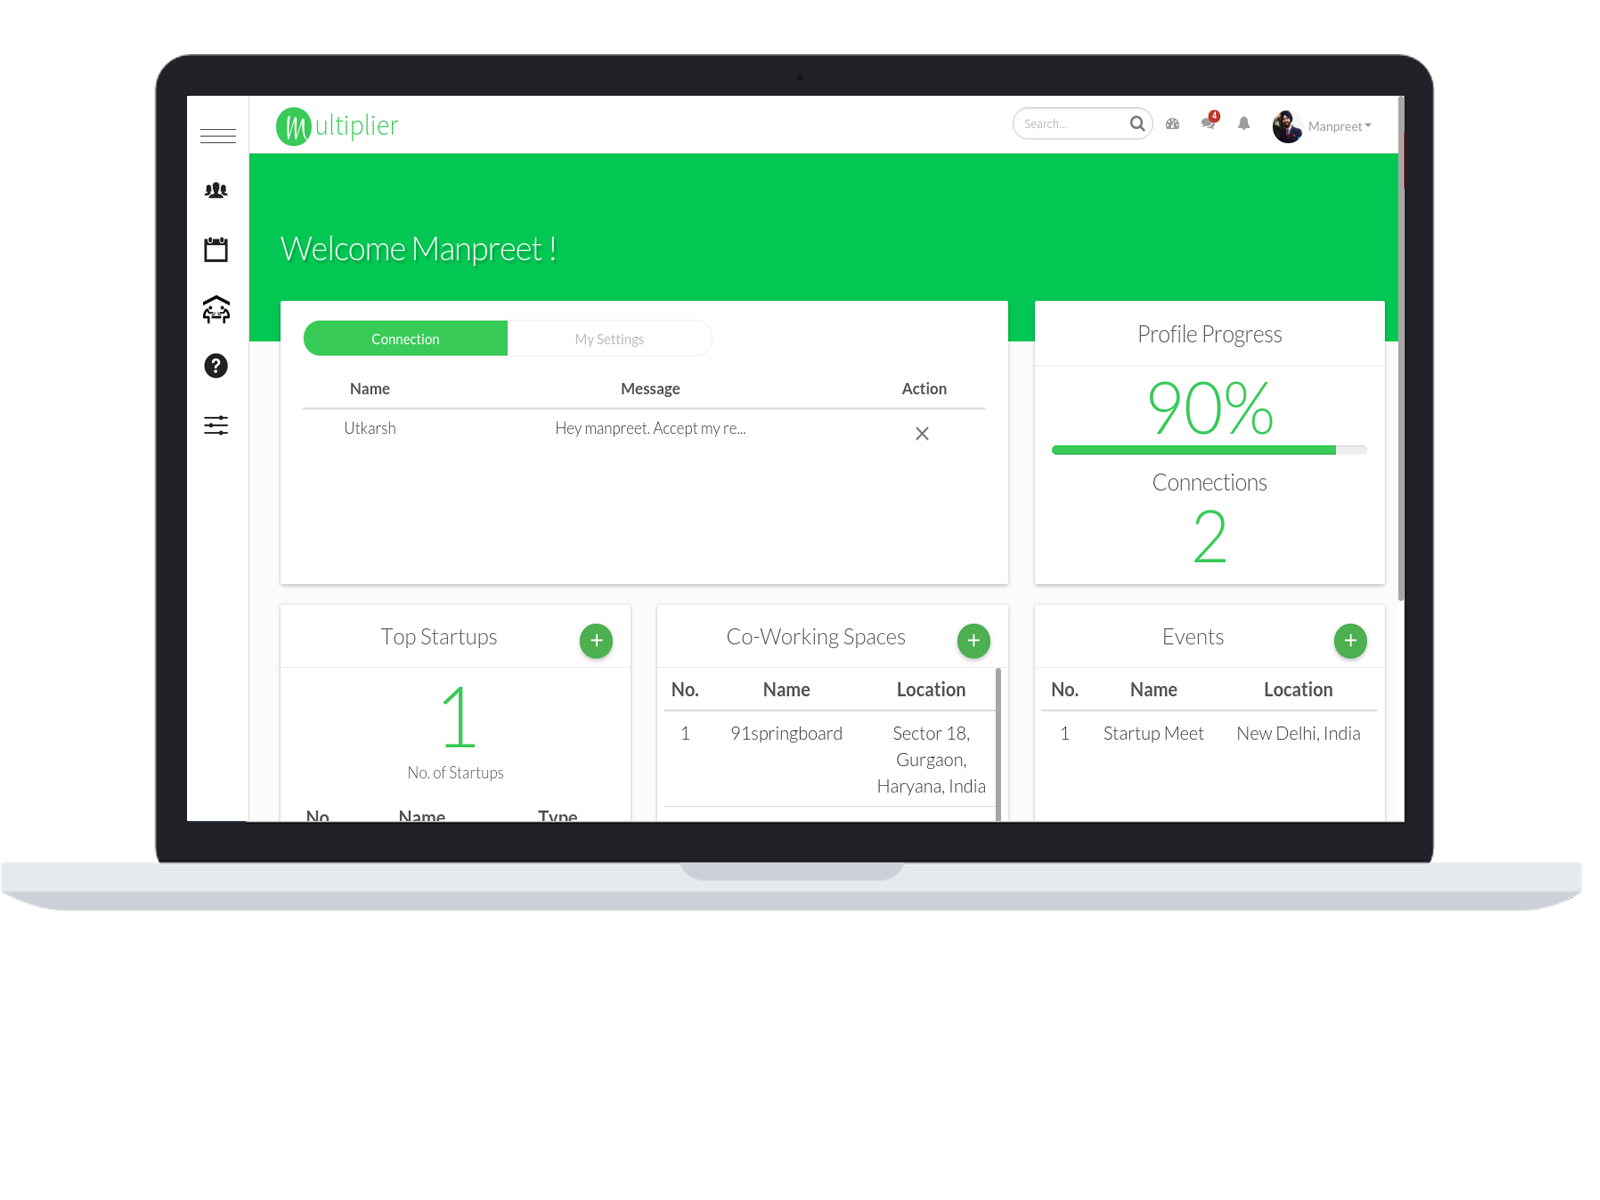 multiplier
Search...
4
Manpreet
Welcome Manpreet !
Connection
My Settings
Name Message Action
Utkarsh Hey manpreet. Accept my re...
Profile Progress
90%
Connections
2
Top Startups
+
1
No. of Startups
No. Name Type
Co-Working Spaces
+
No. Name Location
1 91springboard Sector 18,
Gurgaon,
Haryana, India
Events
+
No. Name Location
1 Startup Meet New Delhi, India